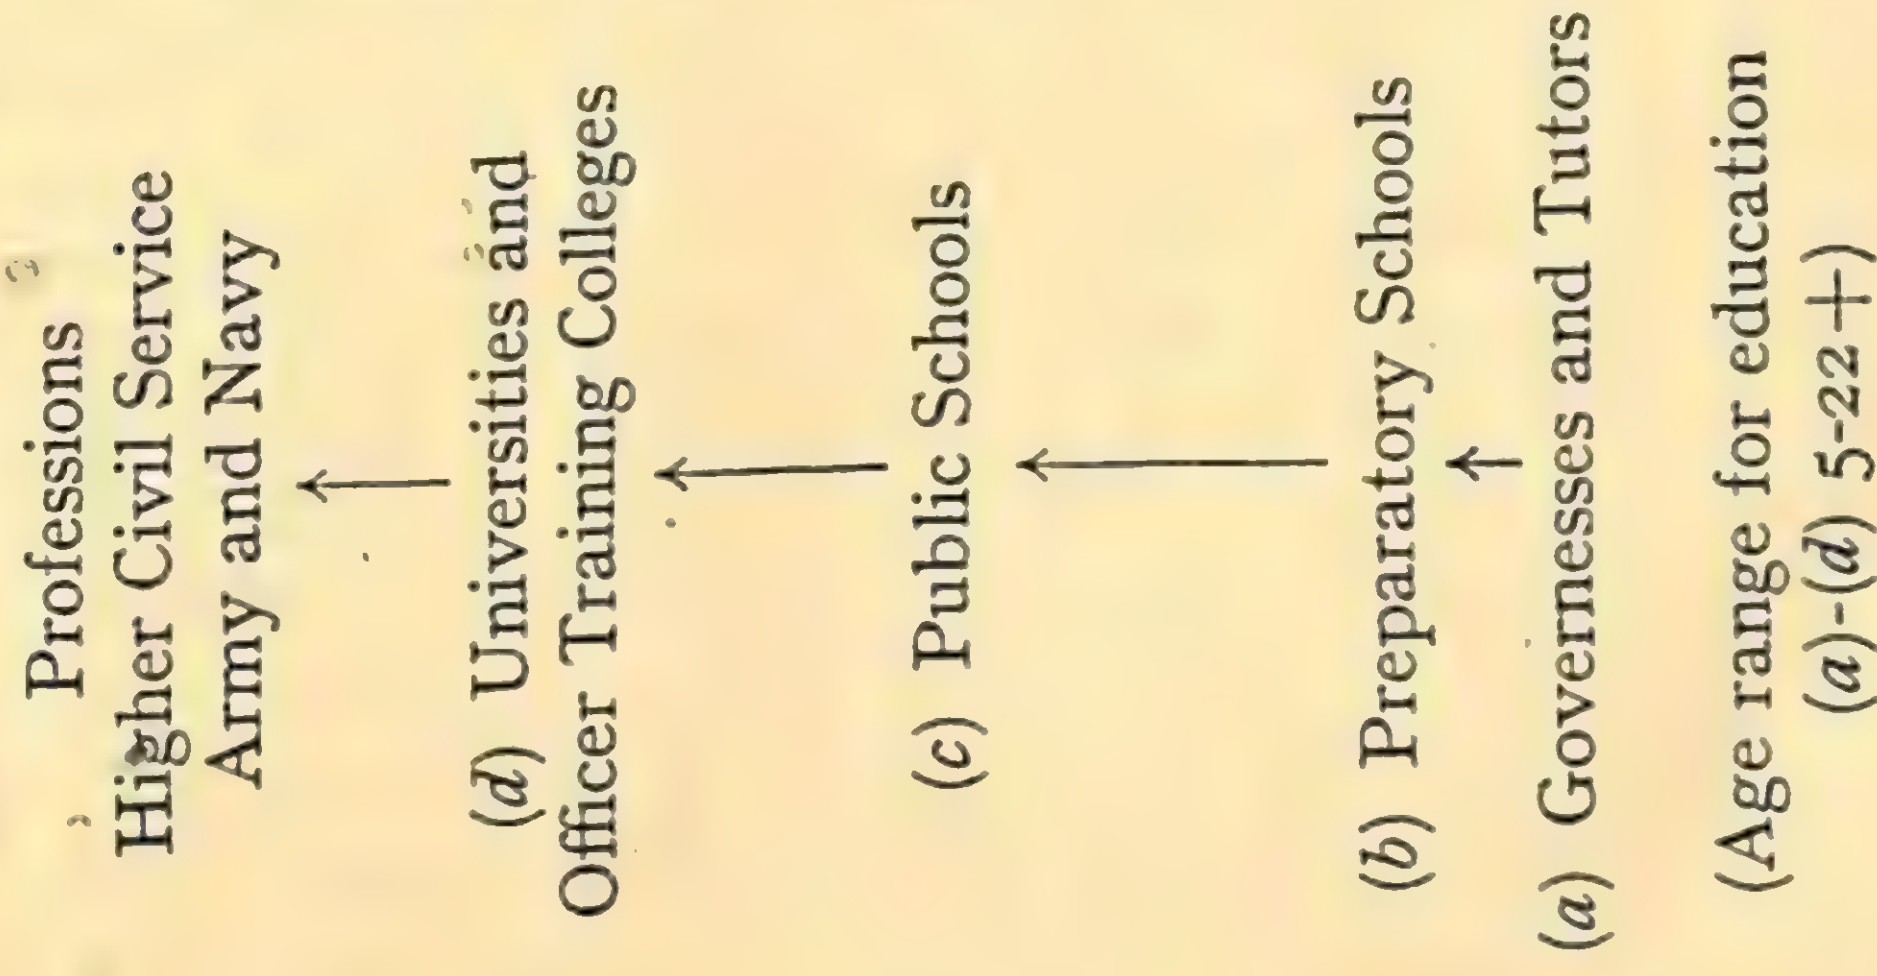 Professions
Higher Civil Service
Army and Navy
(d) Universities and
Officer Training Colleges
(c) Public Schools
(b) Preparatory Schools
(a) Governesses and Tutors
(Age range for education
(a)-(d) 5-22+)